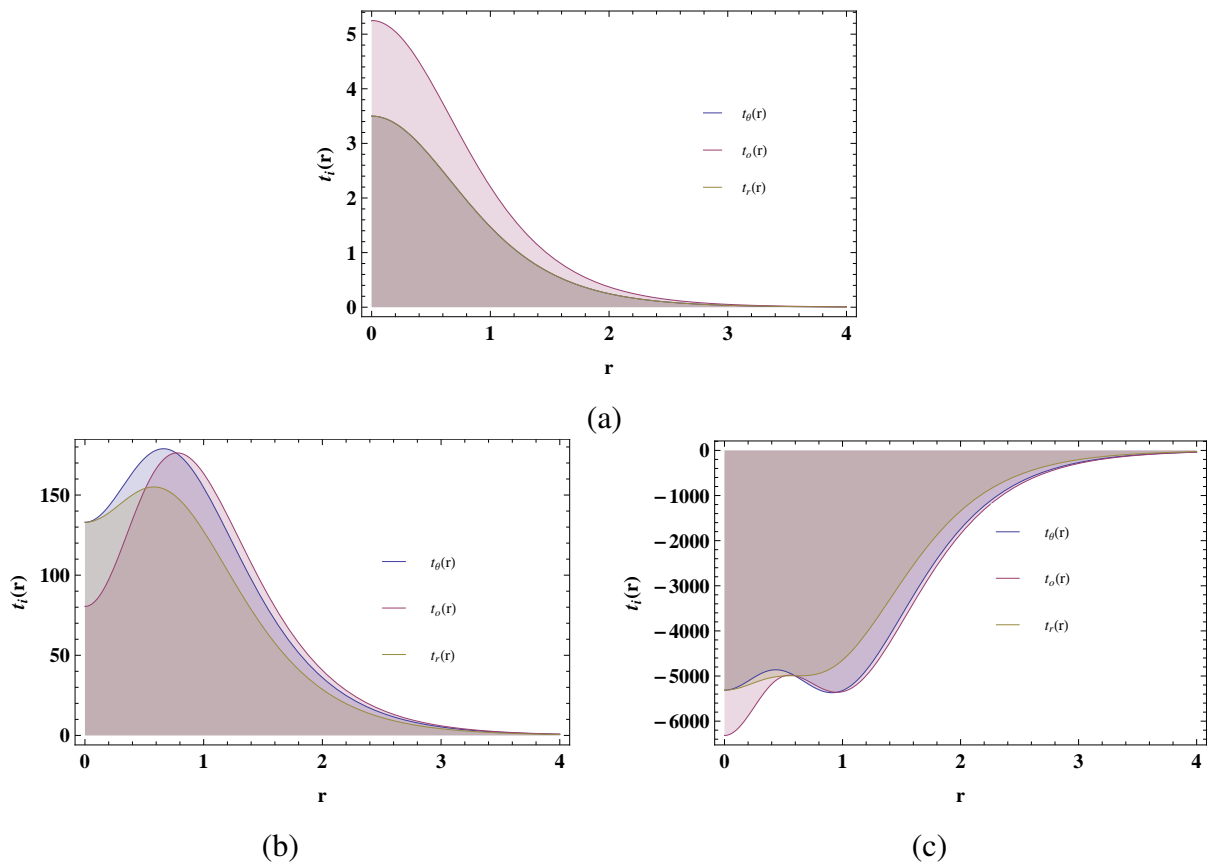 5
4
3
2
1
0
t_i(r)
t_θ(r)
t_o(r)
t_r(r)
0 1 2 3 4
r
(a)
150
100
50
0
t_i(r)
t_θ(r)
t_o(r)
t_r(r)
0 1 2 3 4
r
(b)
0
−1000
−2000
−3000
−4000
−5000
−6000
t_i(r)
t_θ(r)
t_o(r)
t_r(r)
0 1 2 3 4
r
(c)